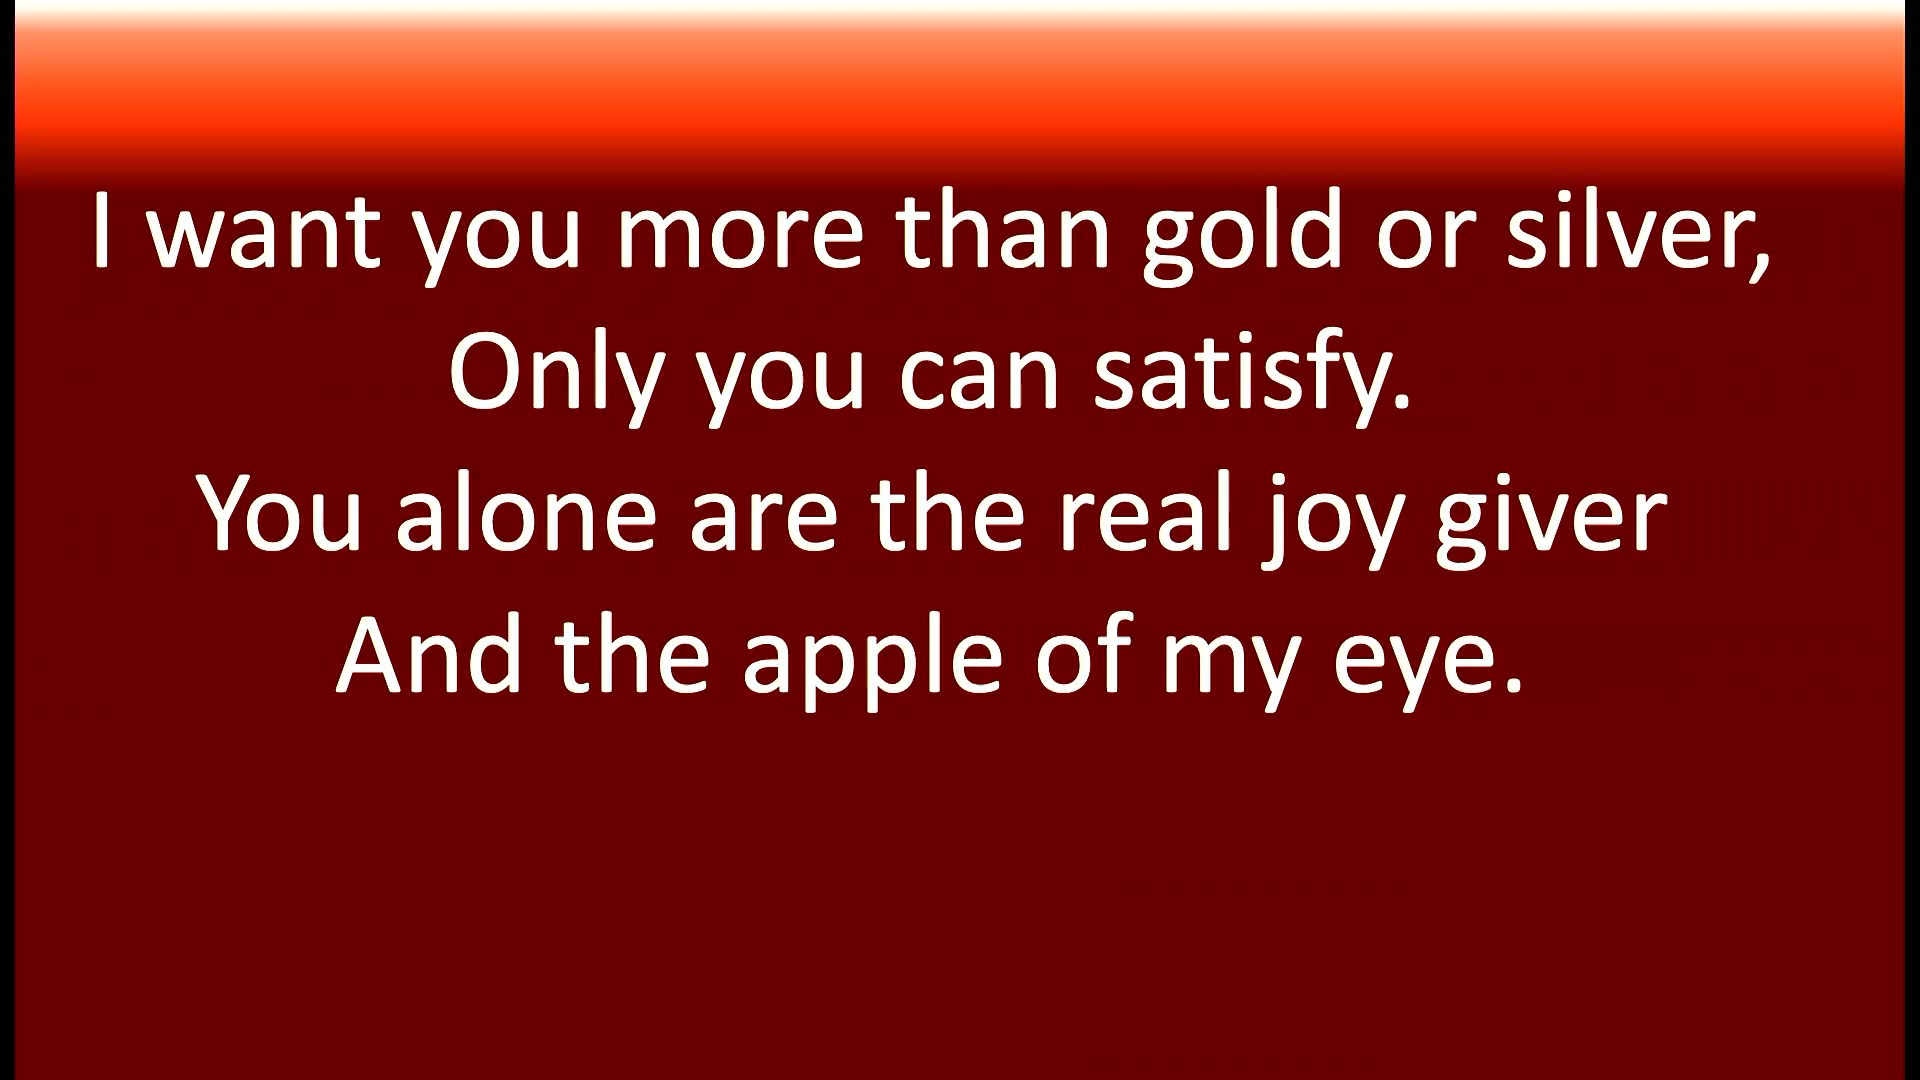 I want you more than gold or silver,
Only you can satisfy.
You alone are the real joy giver
And the apple of my eye.